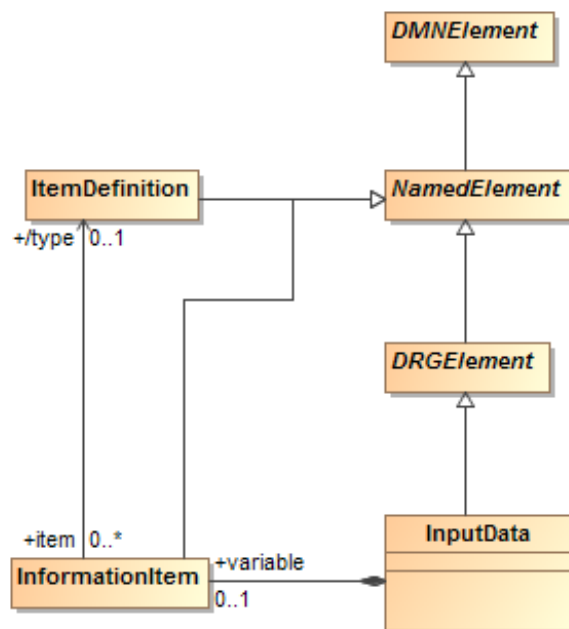 DMNElement
ItemDefinition
NamedElement
+/type 0..1
DRGElement
+item 0..*
InformationItem
+variable
0..1
InputData